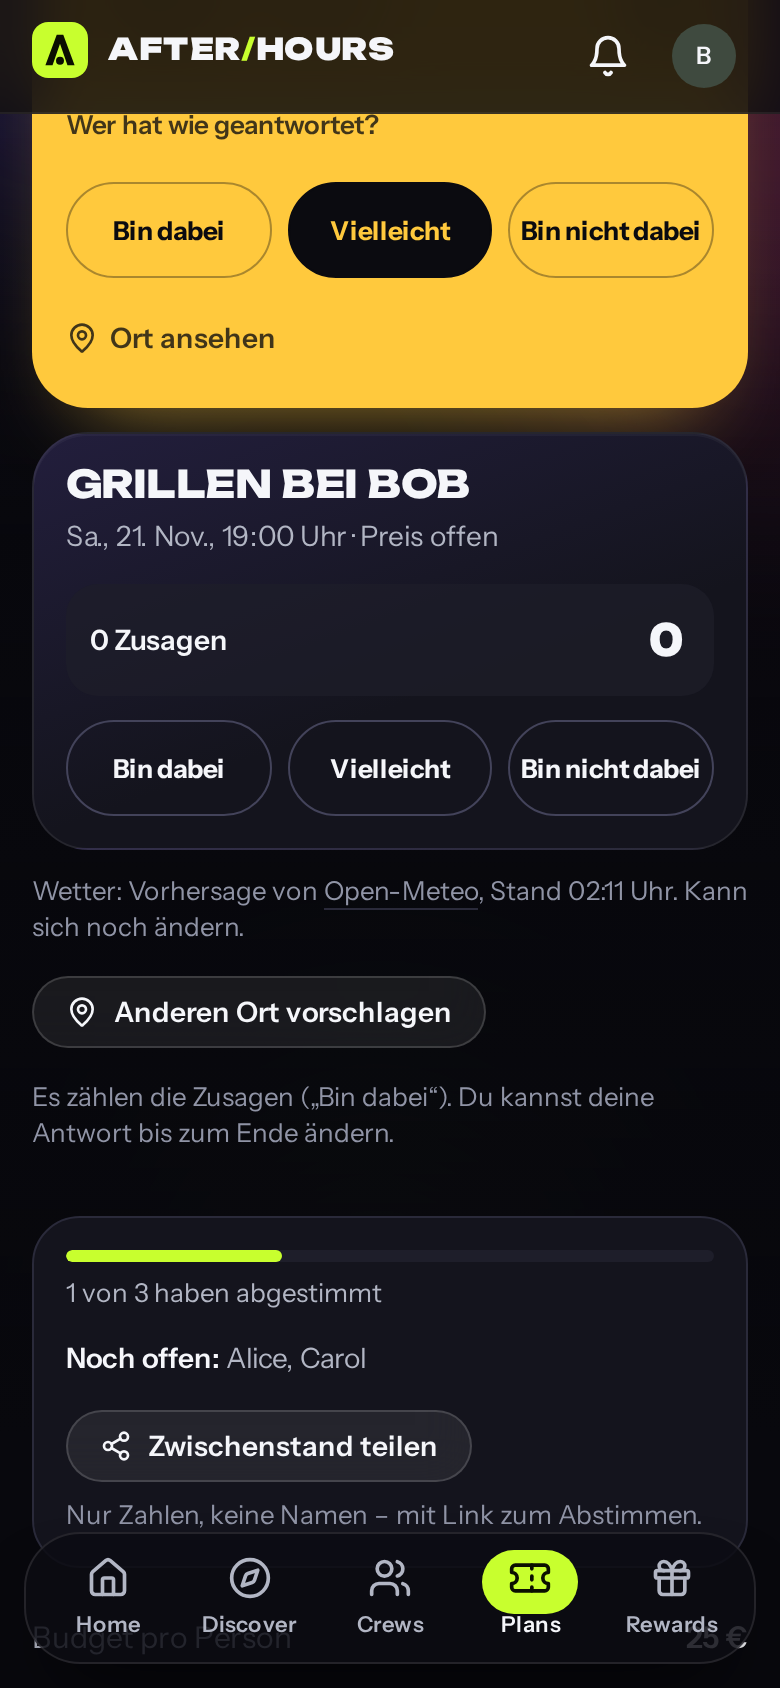 AFTER/HOURS
B
Wer hat wie geantwortet?
Bin dabei
Vielleicht
Bin nicht dabei
Ort ansehen
GRILLEN BEI BOB
Sa., 21. Nov., 19:00 Uhr · Preis offen
0 Zusagen
0
Bin dabei
Vielleicht
Bin nicht dabei
Wetter: Vorhersage von Open-Meteo, Stand 02:11 Uhr. Kann
sich noch ändern.
Anderen Ort vorschlagen
Es zählen die Zusagen („Bin dabei“). Du kannst deine
Antwort bis zum Ende ändern.
1 von 3 haben abgestimmt
Noch offen: Alice, Carol
Zwischenstand teilen
Nur Zahlen, keine Namen – mit Link zum Abstimmen.
Home
Discover
Crews
Plans
Rewards
Budget pro Person
25 €